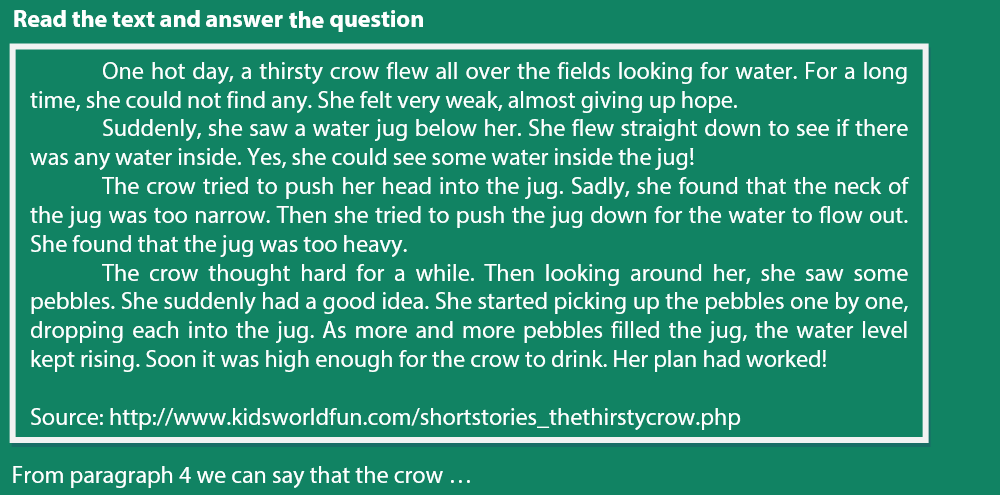 Read the text and answer the question
One hot day, a thirsty crow flew all over the fields looking for water. For a long
time, she could not find any. She felt very weak, almost giving up hope.
Suddenly, she saw a water jug below her. She flew straight down to see if there
was any water inside. Yes, she could see some water inside the jug!
The crow tried to push her head into the jug. Sadly, she found that the neck of
the jug was too narrow. Then she tried to push the jug down for the water to flow out.
She found that the jug was too heavy.
The crow thought hard for a while. Then looking around her, she saw some
pebbles. She suddenly had a good idea. She started picking up the pebbles one by one,
dropping each into the jug. As more and more pebbles filled the jug, the water level
kept rising. Soon it was high enough for the crow to drink. Her plan had worked!
Source: http://www.kidsworldfun.com/shortstories_thethirstycrow.php
From paragraph 4 we can say that the crow …